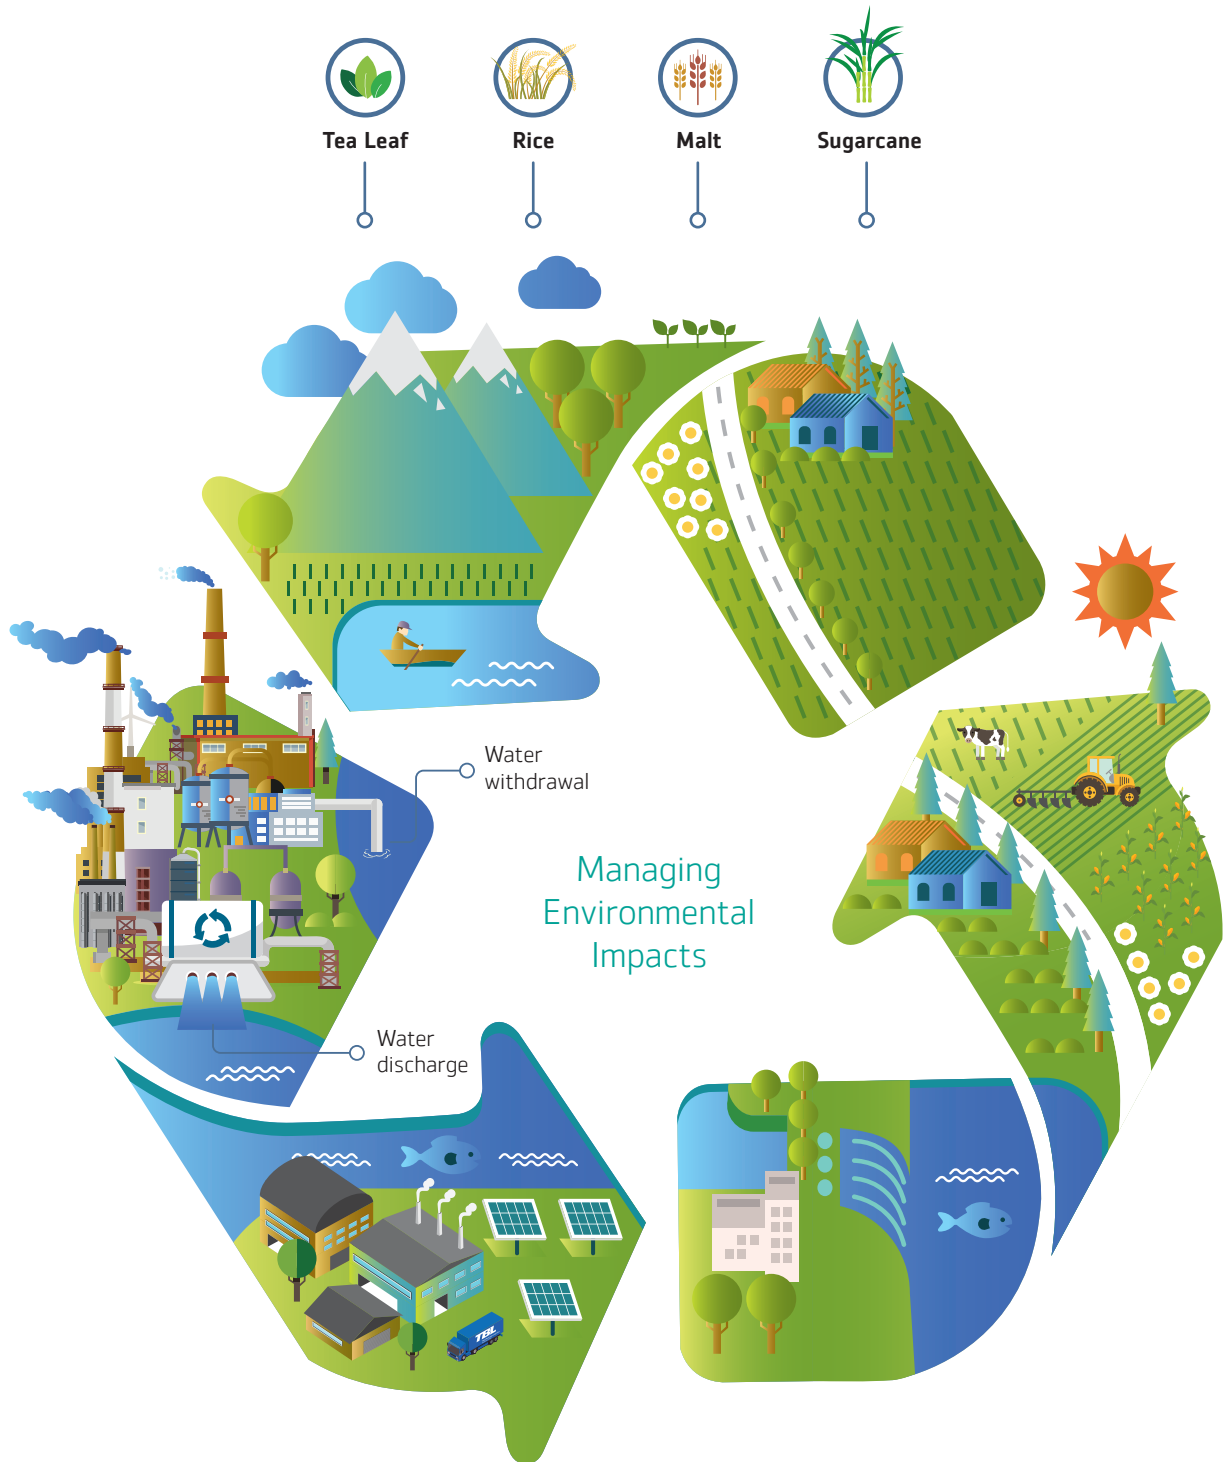 Tea Leaf
Rice
Malt
Sugarcane
Water
withdrawal
Managing
Environmental
Impacts
Water
discharge
TBL